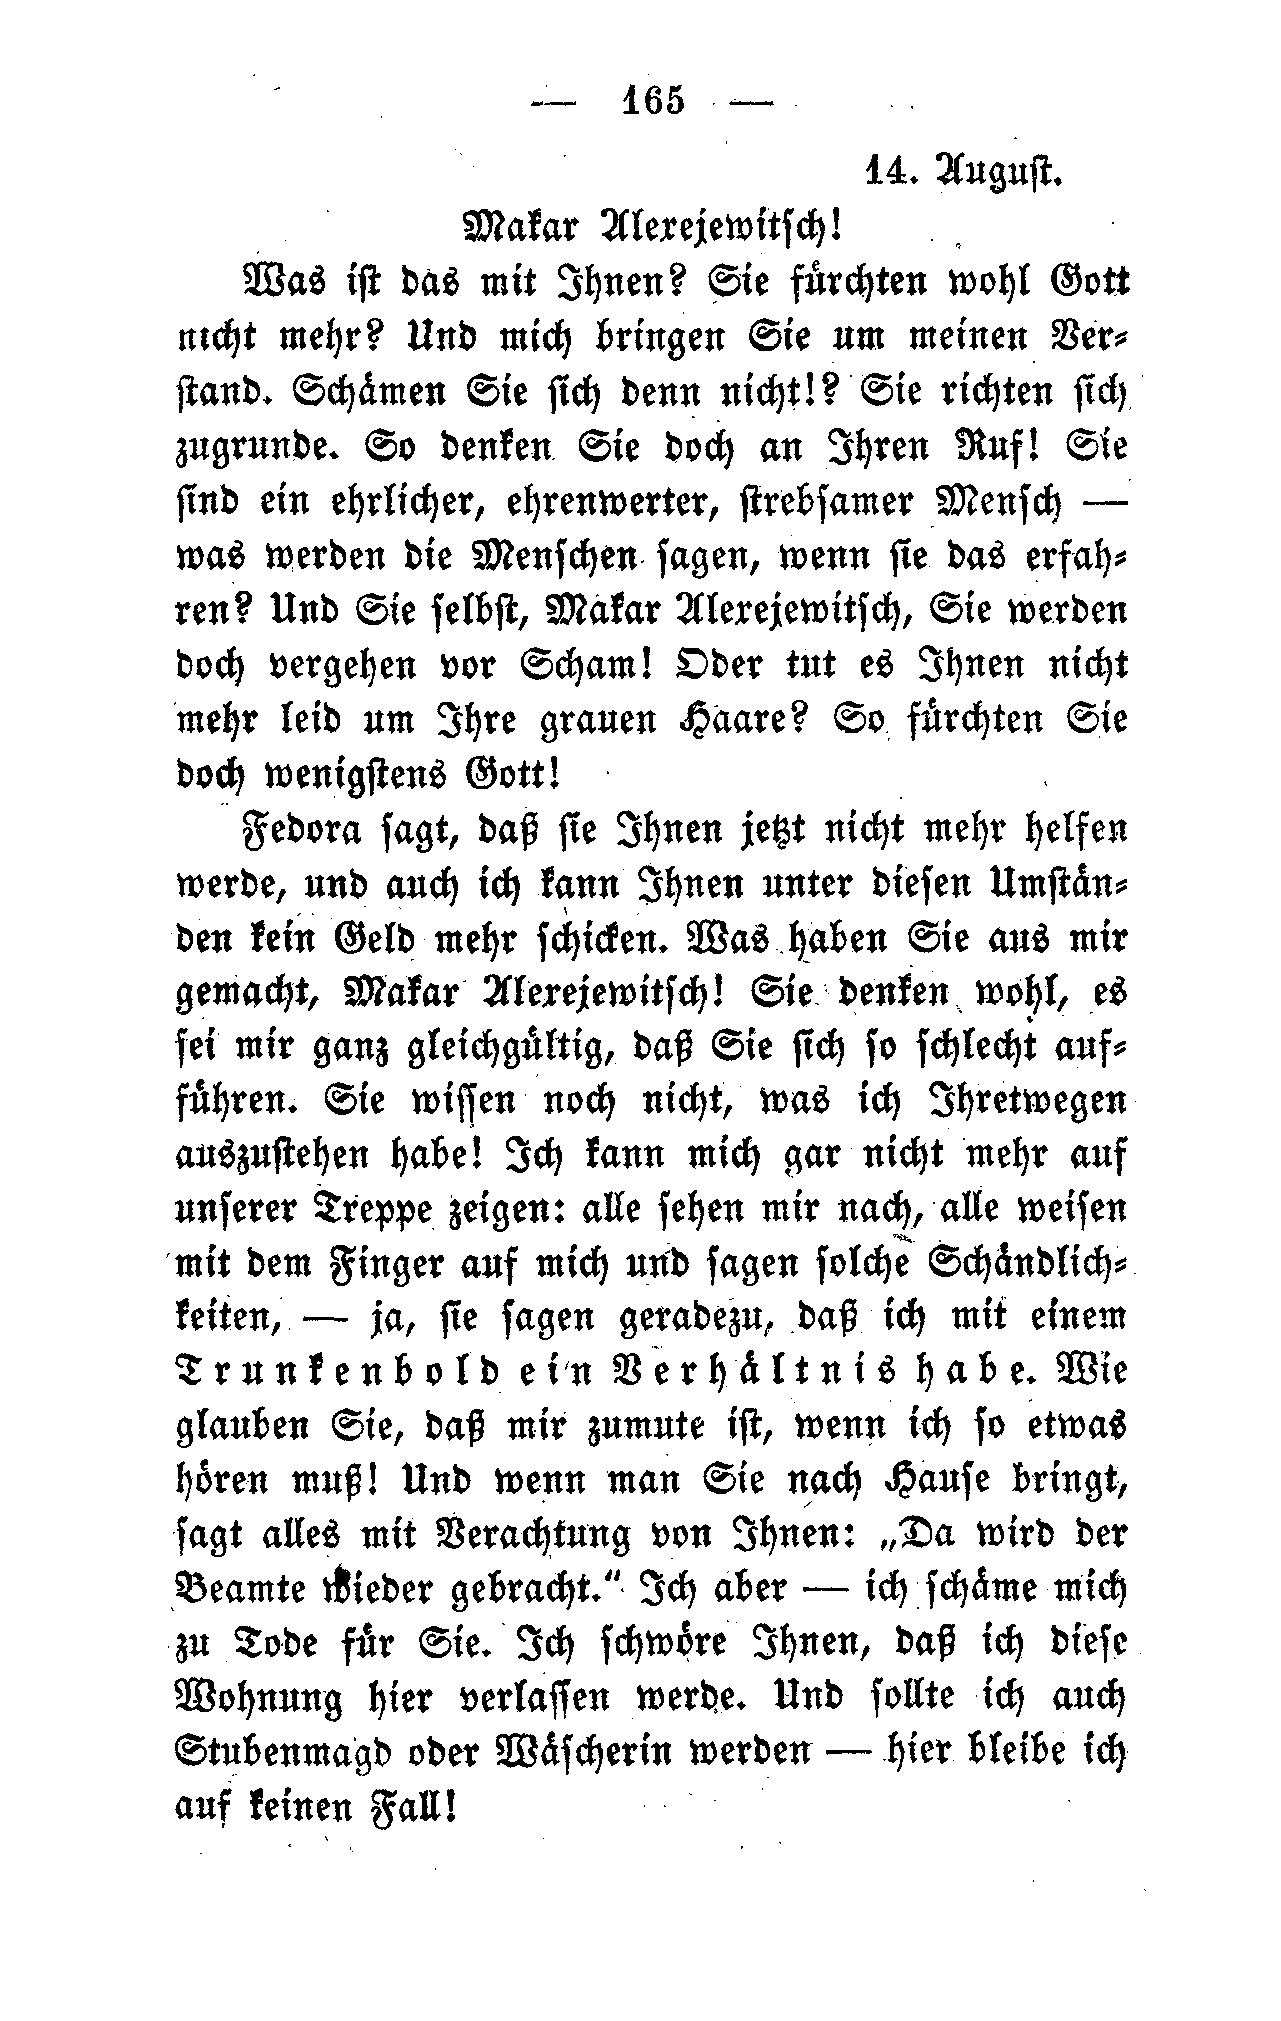 — 165 —
14. August.
Makar Alexejewitsch!
Was ist das mit Ihnen? Sie fürchten wohl Gott
nicht mehr? Und mich bringen Sie um meinen Ver-
stand. Schämen Sie sich denn nicht!? Sie richten sich
zugrunde. So denken Sie doch an Ihren Ruf! Sie
sind ein ehrlicher, ehrenwerter, strebsamer Mensch —
was werden die Menschen sagen, wenn sie das erfah-
ren? Und Sie selbst, Makar Alexejewitsch, Sie werden
doch vergehen vor Scham! Oder tut es Ihnen nicht
mehr leid um Ihre grauen Haare? So fürchten Sie
doch wenigstens Gott!
Fedora sagt, daß sie Ihnen jetzt nicht mehr helfen
werde, und auch ich kann Ihnen unter diesen Umstän-
den kein Geld mehr schicken. Was haben Sie aus mir
gemacht, Makar Alexejewitsch! Sie denken wohl, es
sei mir ganz gleichgültig, daß Sie sich so schlecht auf-
führen. Sie wissen noch nicht, was ich Ihretwegen
auszustehen habe! Ich kann mich gar nicht mehr auf
unserer Treppe zeigen: alle sehen mir nach, alle weisen
mit dem Finger auf mich und sagen solche Schändlich-
keiten, — ja, sie sagen geradezu, daß ich mit einem
Trunkenbold ein Verhältnis habe. Wie
glauben Sie, daß mir zumute ist, wenn ich so etwas
hören muß! Und wenn man Sie nach Hause bringt,
sagt alles mit Verachtung von Ihnen: „Da wird der
Beamte wieder gebracht.“ Ich aber — ich schäme mich
zu Tode für Sie. Ich schwöre Ihnen, daß ich diese
Wohnung hier verlassen werde. Und sollte ich auch
Stubenmagd oder Wäscherin werden — hier bleibe ich
auf keinen Fall!